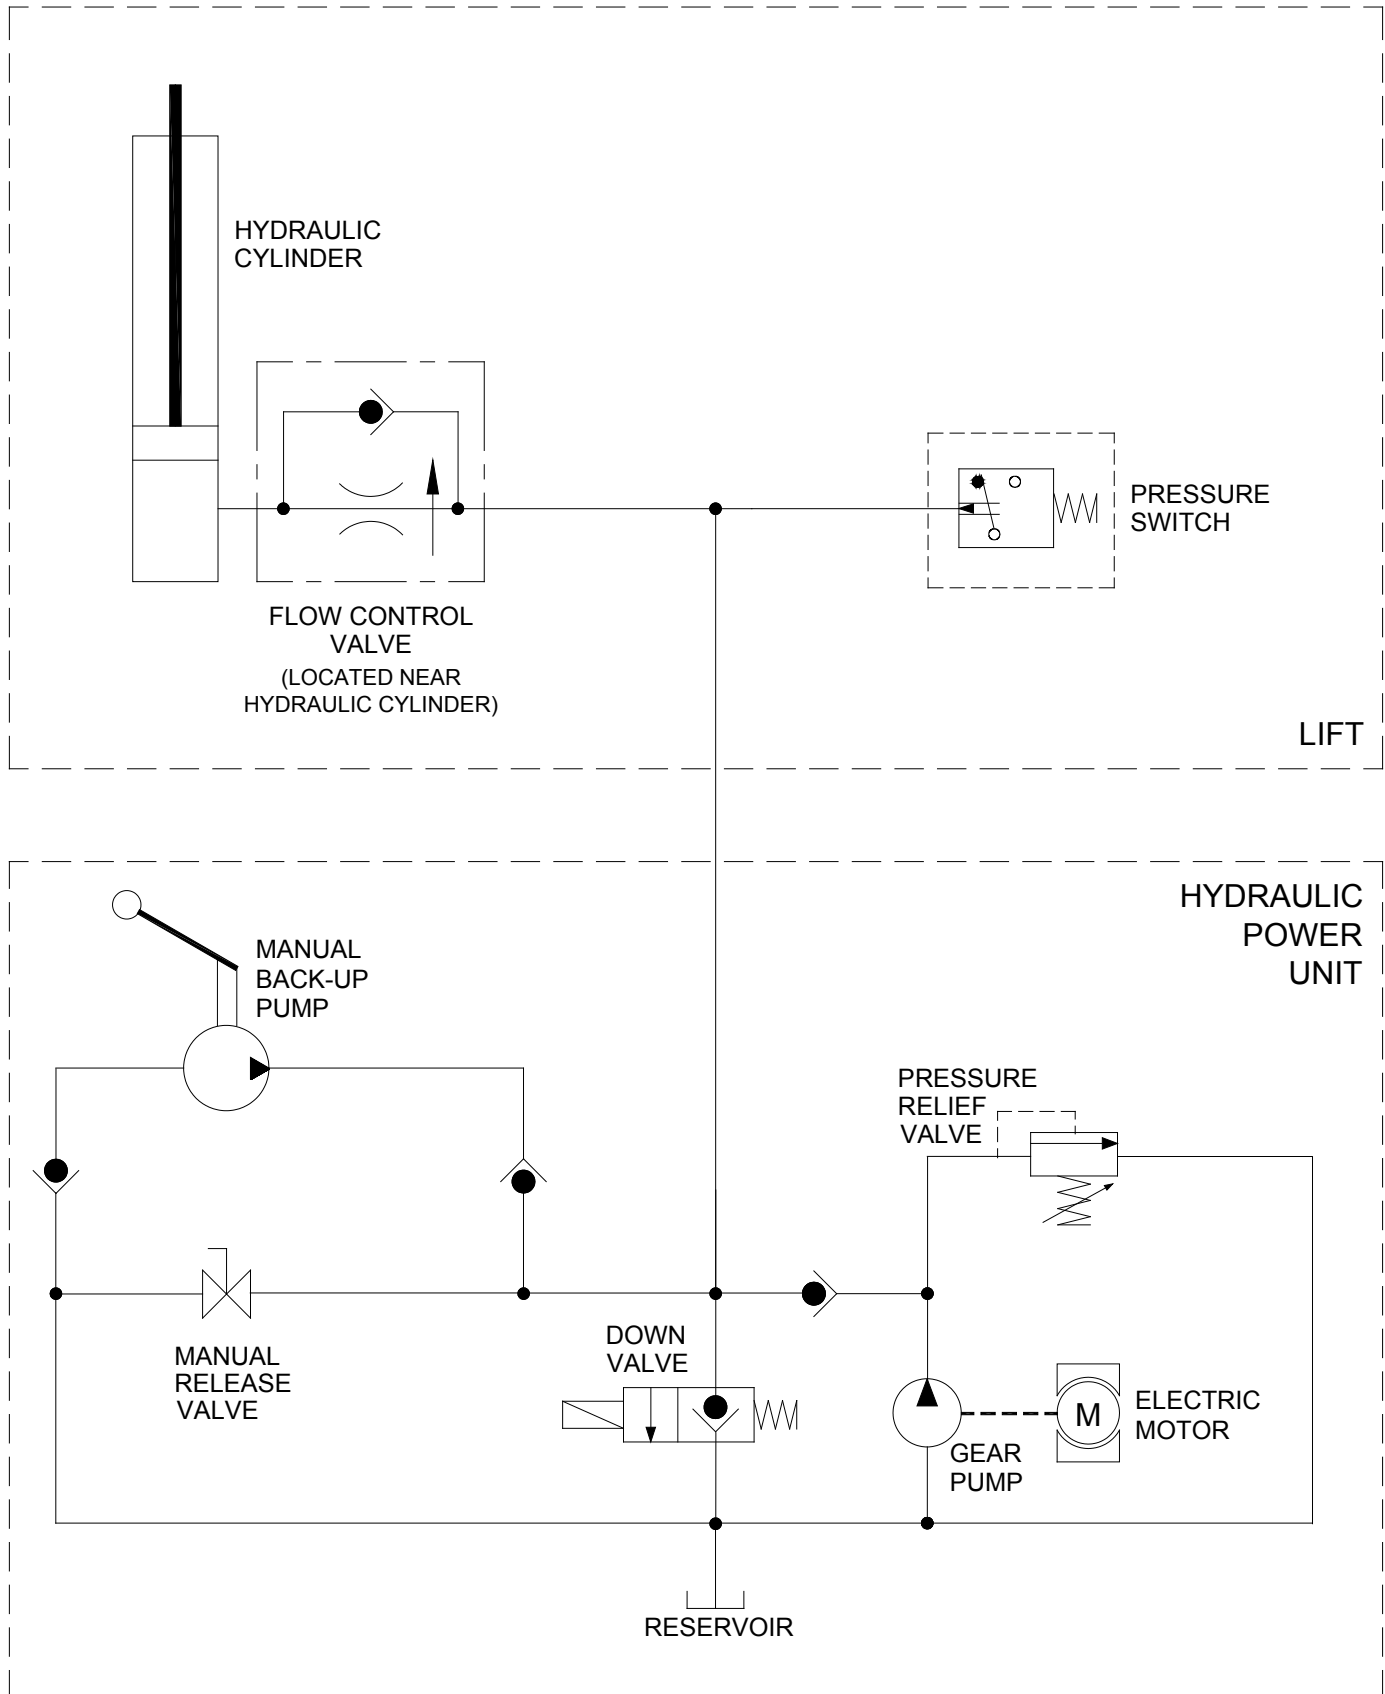 HYDRAULIC
CYLINDER
PRESSURE
SWITCH
FLOW CONTROL
VALVE
(LOCATED NEAR
HYDRAULIC CYLINDER)
LIFT
HYDRAULIC
POWER
UNIT
MANUAL
BACK-UP
PUMP
PRESSURE
RELIEF
VALVE
MANUAL
RELEASE
VALVE
DOWN
VALVE
M
ELECTRIC
MOTOR
GEAR
PUMP
RESERVOIR